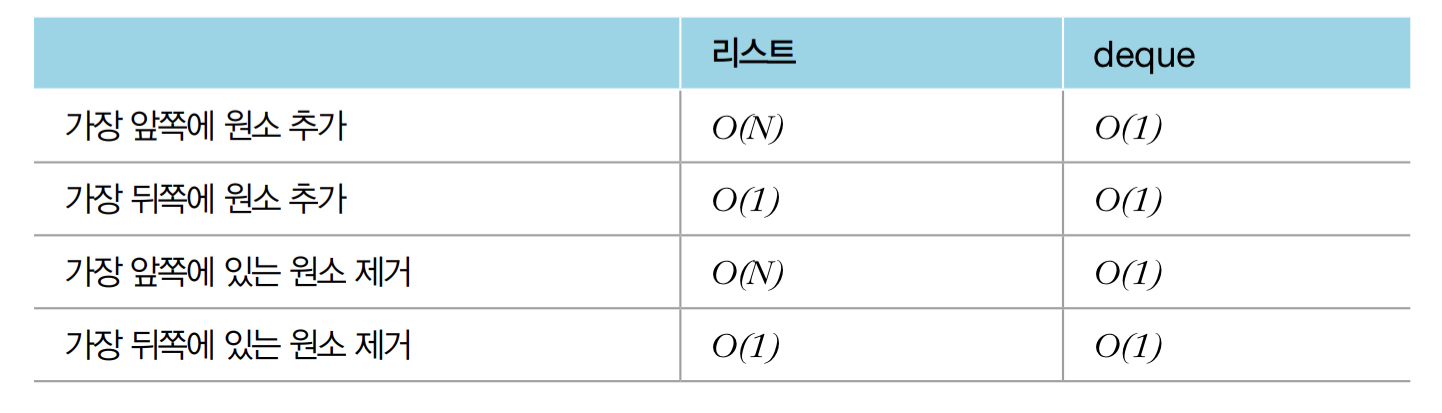 리스트 deque
가장 앞쪽에 원소 추가 O(N) O(1)
가장 뒤쪽에 원소 추가 O(1) O(1)
가장 앞쪽에 있는 원소 제거 O(N) O(1)
가장 뒤쪽에 있는 원소 제거 O(1) O(1)